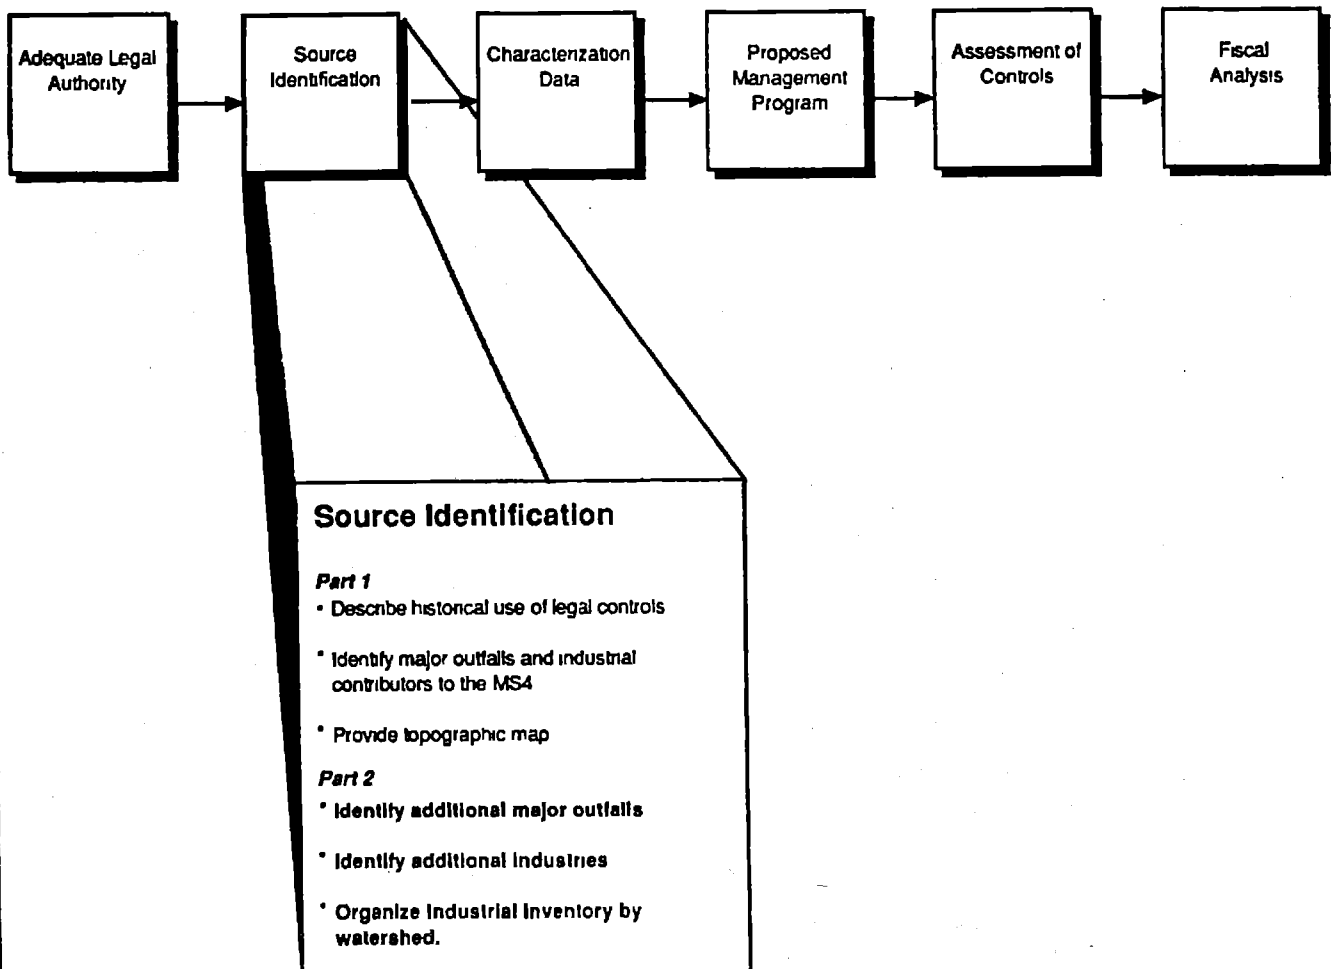 Adequate Legal
Authority
Source
Identification
Characterization
Data
Proposed
Management
Program
Assessment of
Controls
Fiscal
Analysis
Source Identification
Part 1
• Describe historical use of legal controls
• Identify major outfalls and industrial
contributors to the MS4
• Provide topographic map
Part 2
• Identify additional major outfalls
• Identify additional industries
• Organize industrial inventory by
watershed.